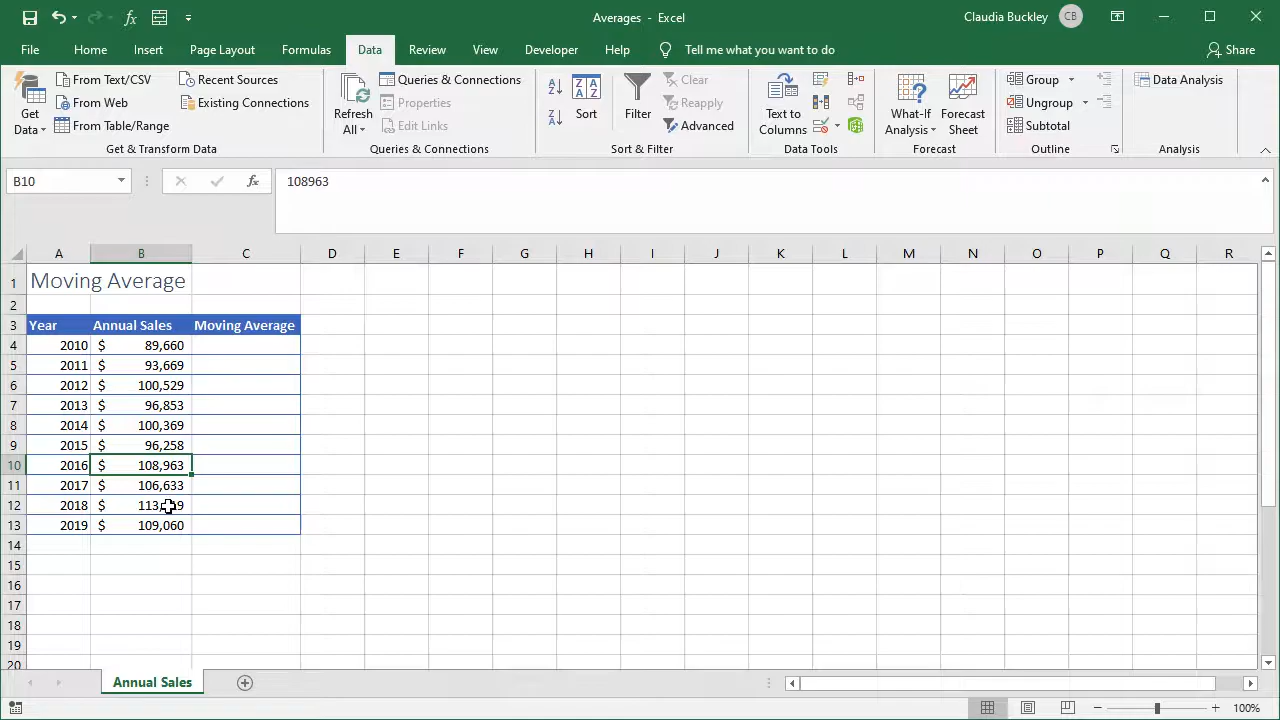 Averages - Excel
Claudia Buckley CB
File Home Insert Page Layout Formulas Data Review View Developer Help Tell me what you want to do Share
Get Data
From Text/CSV
From Web
From Table/Range
Recent Sources
Existing Connections
Get & Transform Data
Refresh All
Queries & Connections
Properties
Edit Links
Queries & Connections
Sort
Filter
Clear
Reapply
Advanced
Sort & Filter
Text to Columns
Data Tools
What-If Analysis
Forecast Sheet
Forecast
Group
Ungroup
Subtotal
Outline
Data Analysis
Analysis
B10 fx 108963
A B C D E F G H I J K L M N O P Q R
1 Moving Average
2
3 Year Annual Sales Moving Average
4 2010 $ 89,660
5 2011 $ 93,669
6 2012 $ 100,529
7 2013 $ 96,853
8 2014 $ 100,369
9 2015 $ 96,258
10 2016 $ 108,963
11 2017 $ 106,633
12 2018 $
13 2019 $ 109,060
14
15
16
17
18
19
20
Annual Sales
100%